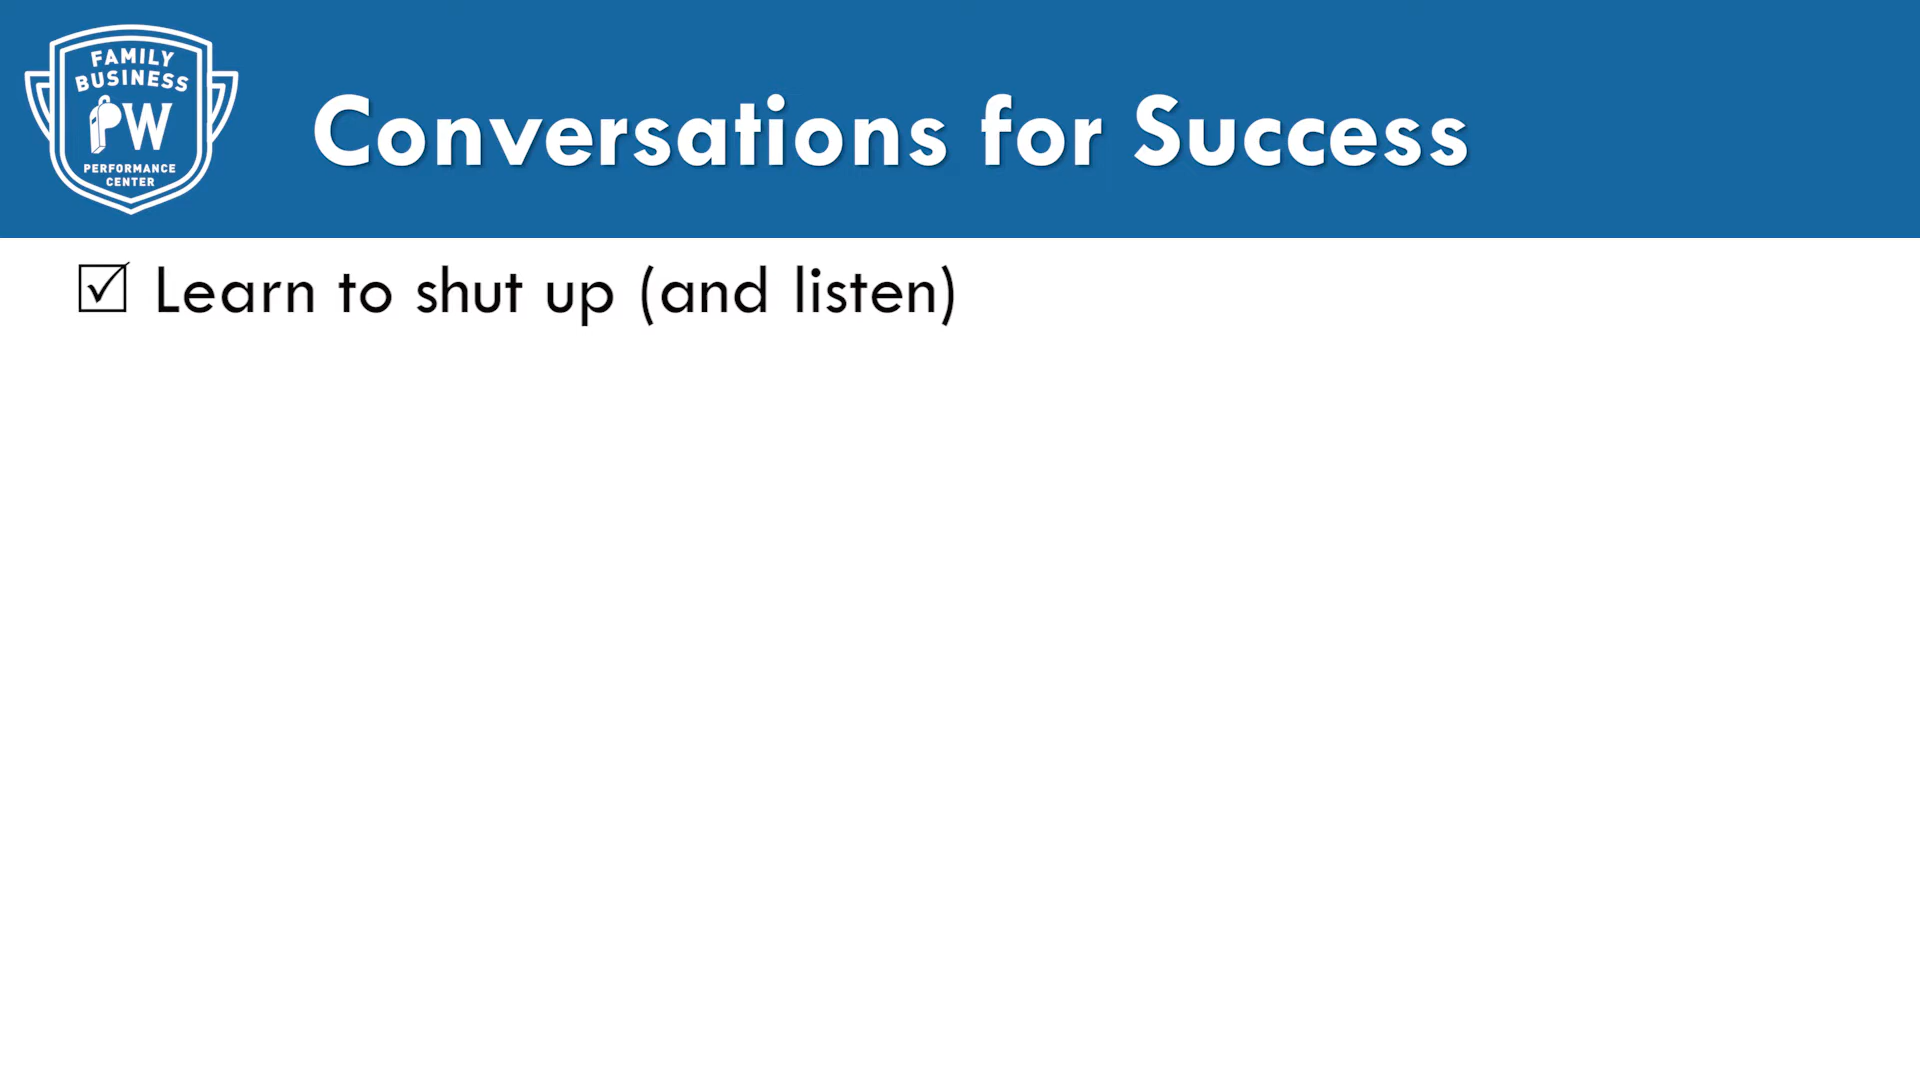 FAMILY
BUSINESS
PW
PERFORMANCE
CENTER
Conversations for Success
☑ Learn to shut up (and listen)